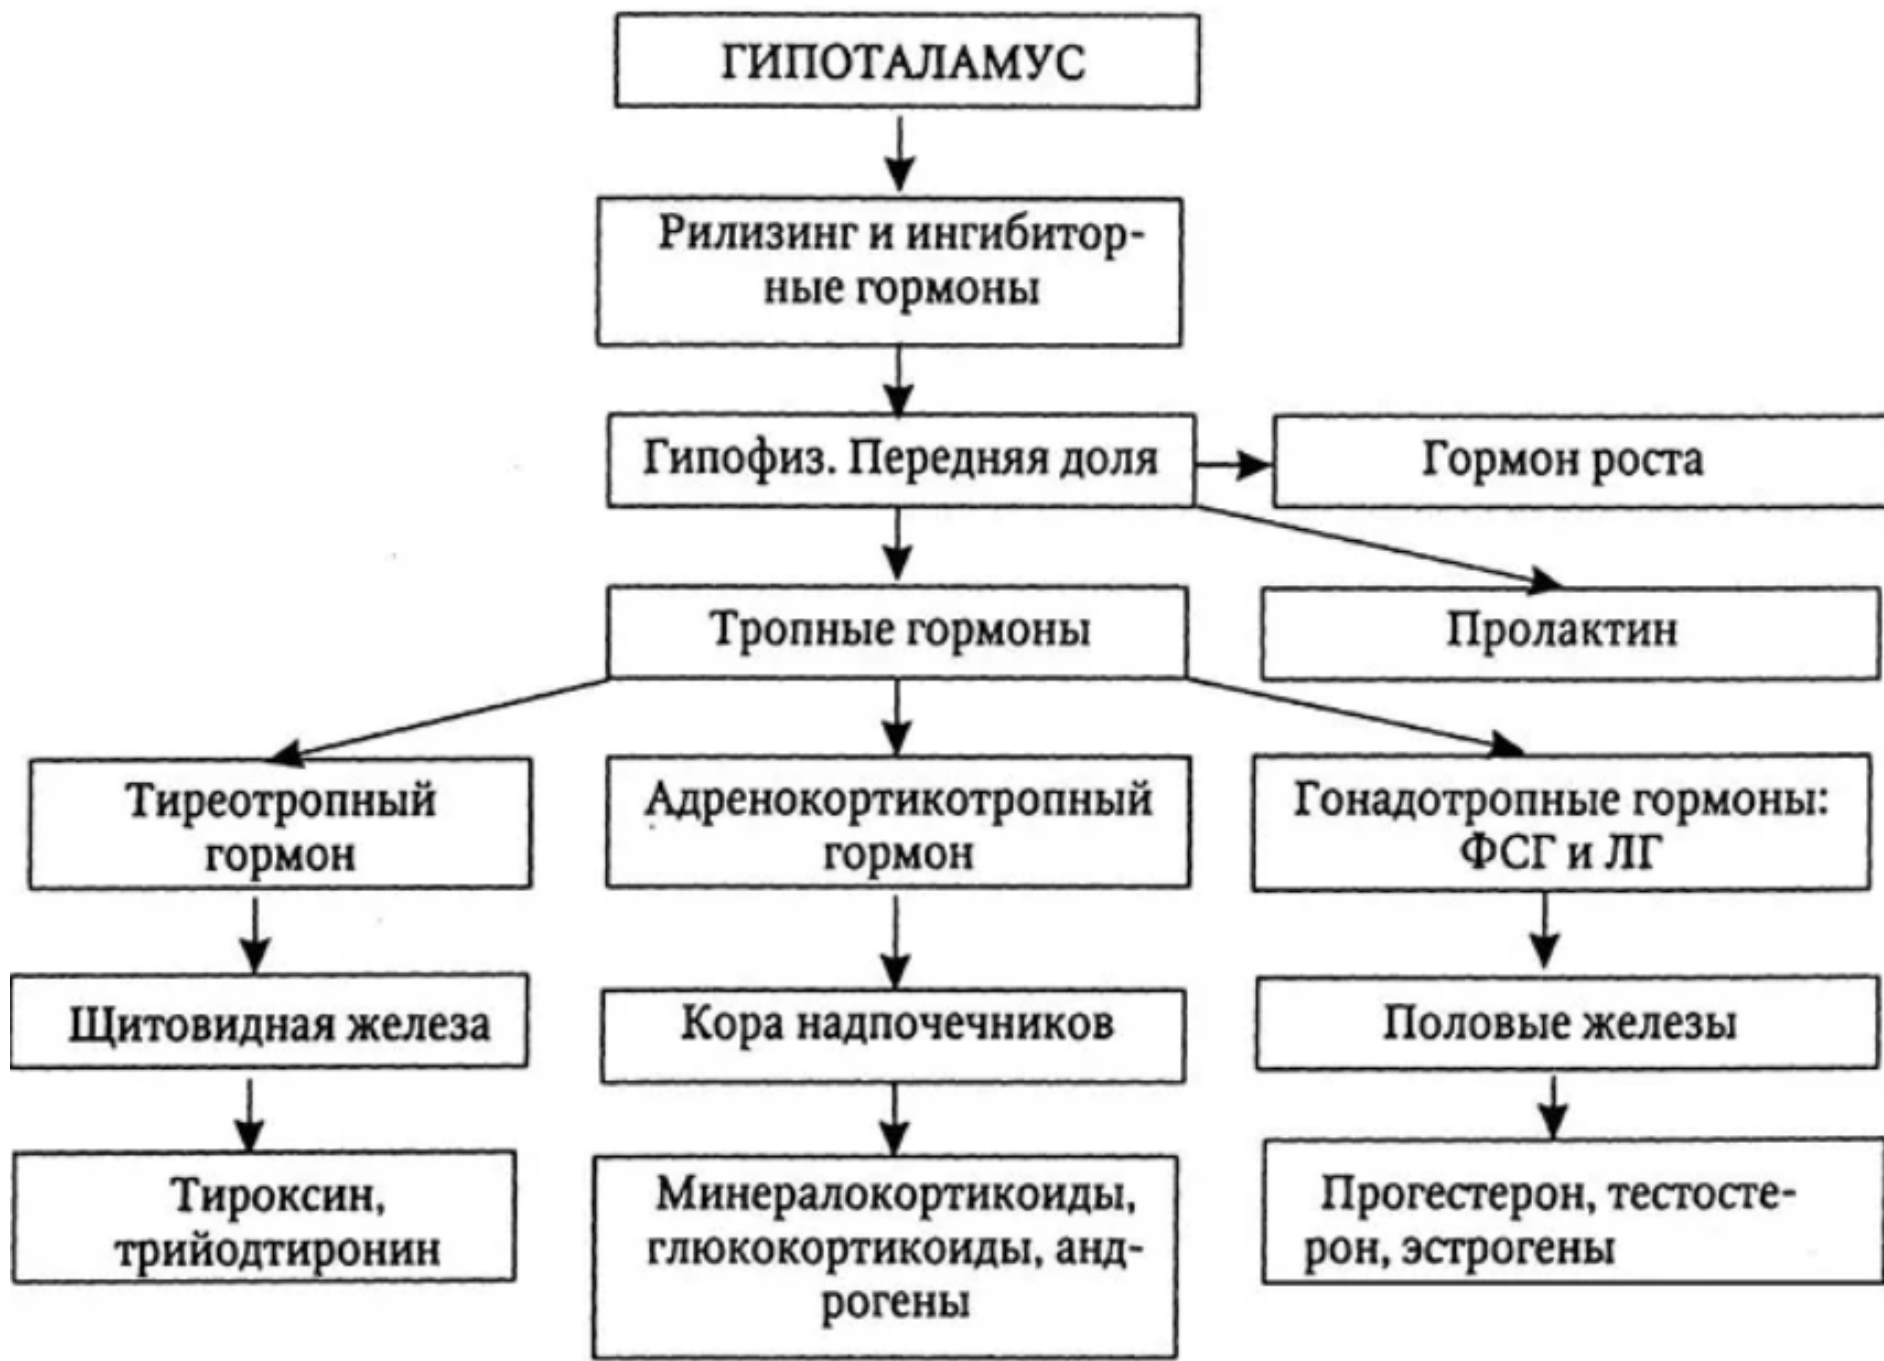 ГИПОТАЛАМУС
Рилизинг и ингибитор-
ные гормоны
Гипофиз. Передняя доля
Гормон роста
Тропные гормоны
Пролактин
Тиреотропный
гормон
Адренокортикотропный
гормон
Гонадотропные гормоны:
ФСГ и ЛГ
Щитовидная железа
Кора надпочечников
Половые железы
Тироксин,
трийодтиронин
Минералокортикоиды,
глюкокортикоиды, анд-
рогены
Прогестерон, тестосте-
рон, эстрогены